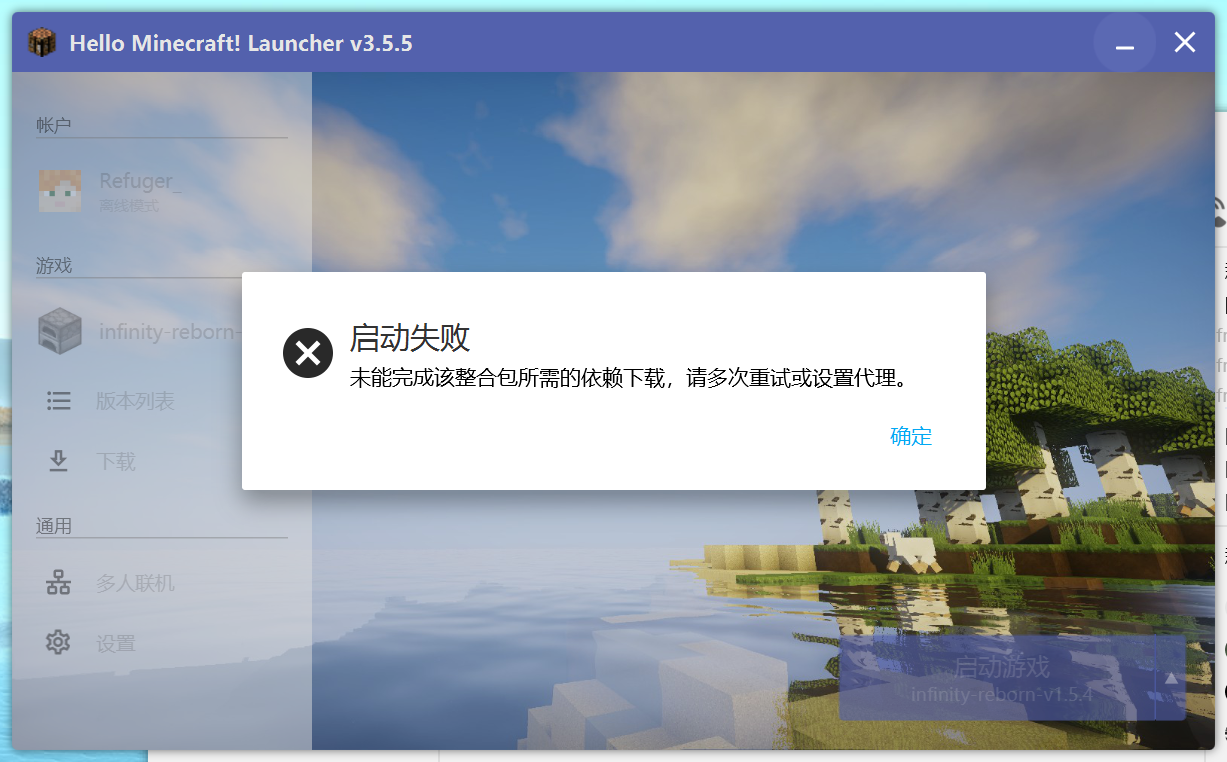 Hello Minecraft! Launcher v3.5.5
帐户
Refuger_
离线模式
游戏
infinity-reborn-
版本列表
下载
通用
多人联机
设置
启动失败
未能完成该整合包所需的依赖下载，请多次重试或设置代理。
确定
启动游戏
infinity-reborn-v1.5.4